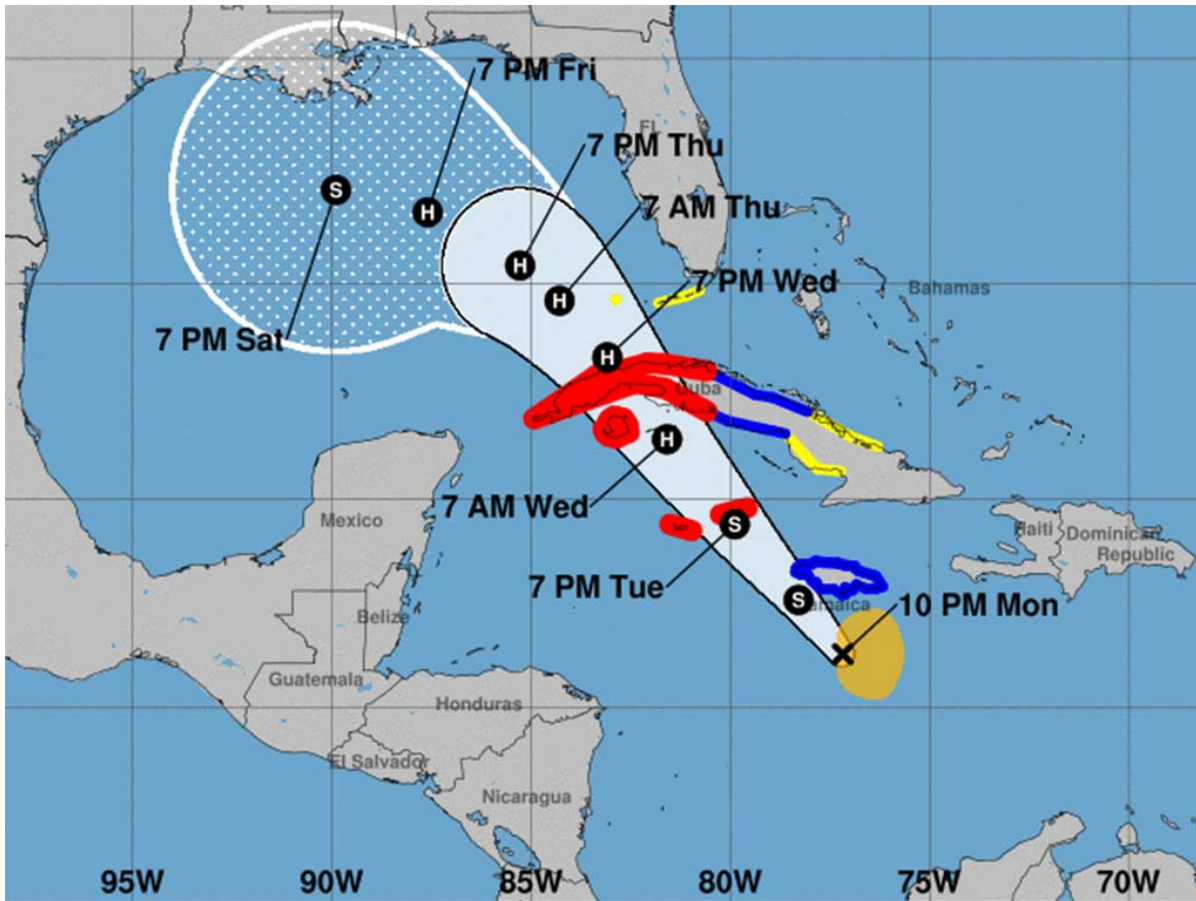 LA
7 PM Fri
FL
7 PM Thu
7 AM Thu
7 PM Wed
Bahamas
H
H
H
H
H
S
7 PM Sat
Cuba
7 AM Wed
Mexico
S
Haiti
Dominican
Republic
7 PM Tue
S
Jamaica
10 PM Mon
Belize
Guatemala
Honduras
El Salvador
Nicaragua
95W
90W
85W
80W
75W
70W